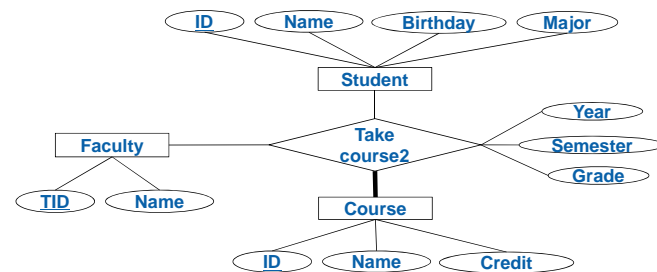 ID
Name
Birthday
Major
Student
Take
course2
Faculty
Year
Semester
Grade
TID
Name
Course
ID
Name
Credit